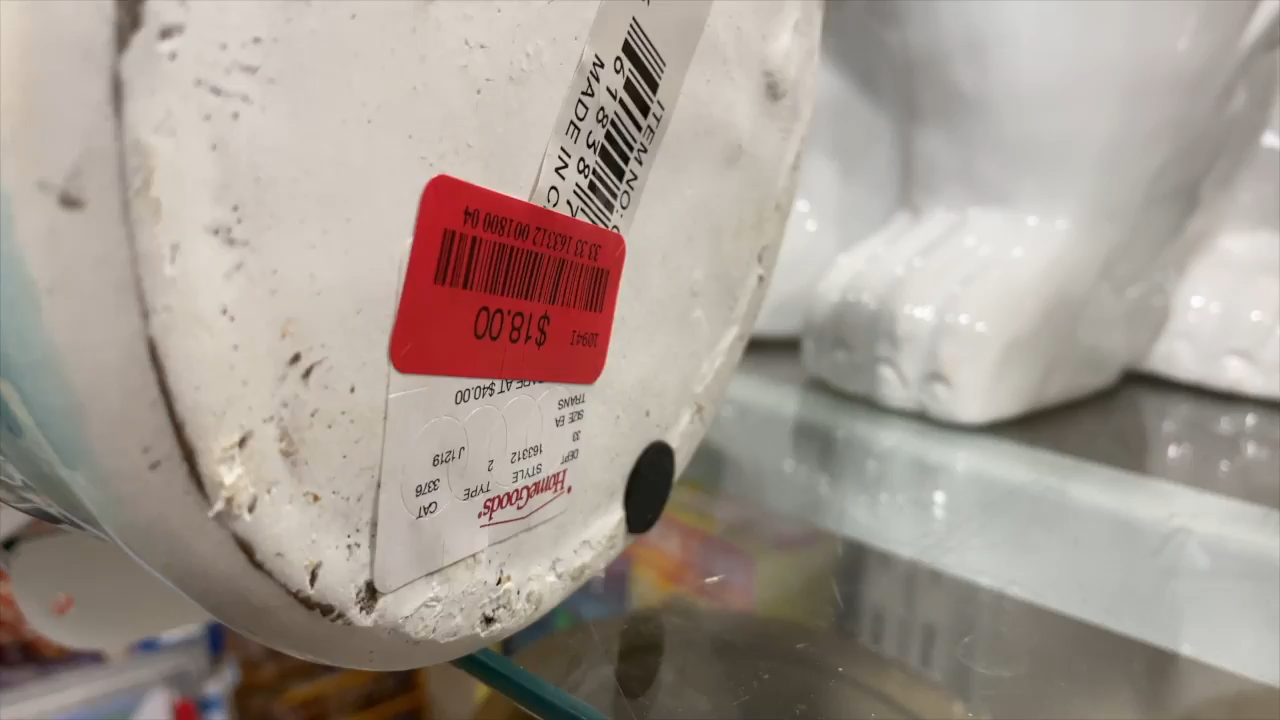 HomeGoods
DEPT STYLE TYPE CAT
33 163312 2 3376
SIZE EA J1219
TRANS
AT $40.00
10941
$18.00
33 33 163312 001800 04
ITEM NO:
618387
MADE IN C